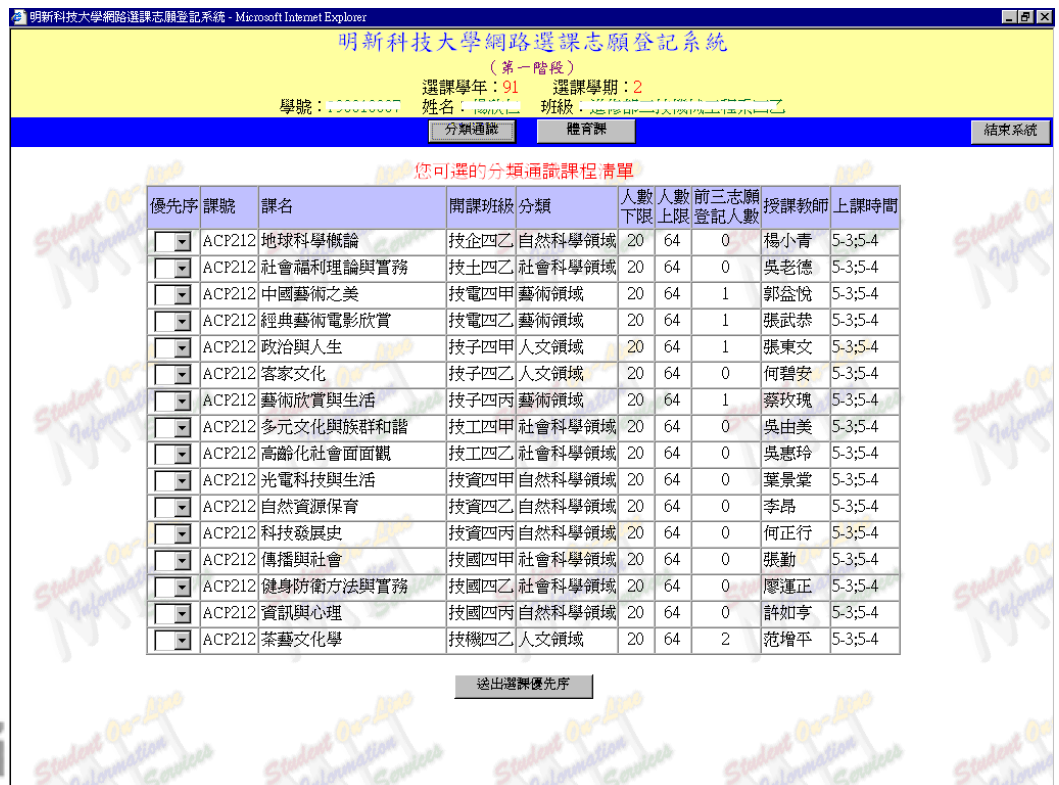 明新科技大學網路選課志願登記系統 - Microsoft Internet Explorer
明新科技大學網路選課志願登記系統
(第一階段)
選課學年：91 選課學期：2
學號： 姓名： 班級：
分類通識 體育課 結束系統
您可選的分類通識課程清單
優先序 課號 課名 開課班級 分類 人數下限 人數上限 前三志願登記人數 授課教師 上課時間
ACP212 地球科學概論 技企四乙 自然科學領域 20 64 0 楊小青 5-3;5-4
ACP212 社會福利理論與實務 技土四乙 社會科學領域 20 64 0 吳老德 5-3;5-4
ACP212 中國藝術之美 技電四甲 藝術領域 20 64 1 郭益悅 5-3;5-4
ACP212 經典藝術電影欣賞 技電四乙 藝術領域 20 64 1 張武恭 5-3;5-4
ACP212 政治與人生 技子四甲 人文領域 20 64 1 張東文 5-3;5-4
ACP212 客家文化 技子四乙 人文領域 20 64 0 何碧安 5-3;5-4
ACP212 藝術欣賞與生活 技子四丙 藝術領域 20 64 1 蔡玫瑰 5-3;5-4
ACP212 多元文化與族群和諧 技工四甲 社會科學領域 20 64 0 吳由美 5-3;5-4
ACP212 高齡化社會面面觀 技工四乙 社會科學領域 20 64 0 吳惠玲 5-3;5-4
ACP212 光電科技與生活 技資四甲 自然科學領域 20 64 0 葉景棠 5-3;5-4
ACP212 自然資源保育 技資四乙 自然科學領域 20 64 0 李昂 5-3;5-4
ACP212 科技發展史 技資四丙 自然科學領域 20 64 0 何正行 5-3;5-4
ACP212 傳播與社會 技國四甲 社會科學領域 20 64 0 張勤 5-3;5-4
ACP212 健身防衛方法與實務 技國四乙 社會科學領域 20 64 0 廖運正 5-3;5-4
ACP212 資訊與心理 技國四丙 自然科學領域 20 64 0 許如亨 5-3;5-4
ACP212 茶藝文化學 技機四乙 人文領域 20 64 2 范增平 5-3;5-4
送出選課優先序
Student On-Line
Information
Services